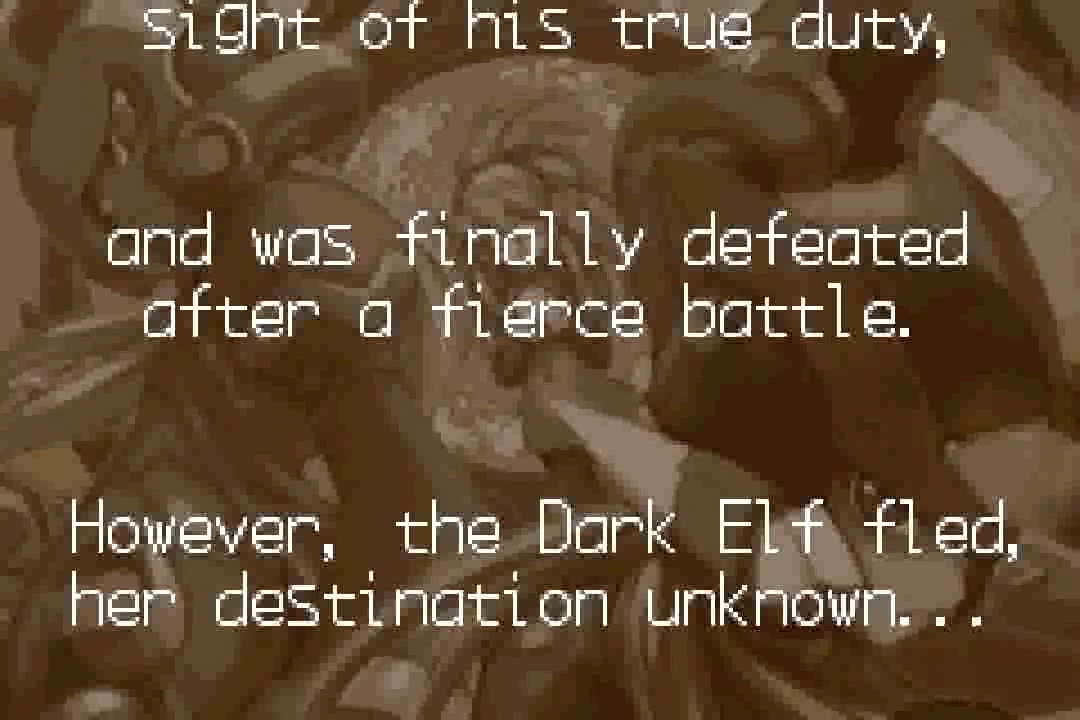 sight of his true duty,
and was finally defeated
after a fierce battle.
However, the Dark Elf fled,
her destination unknown...